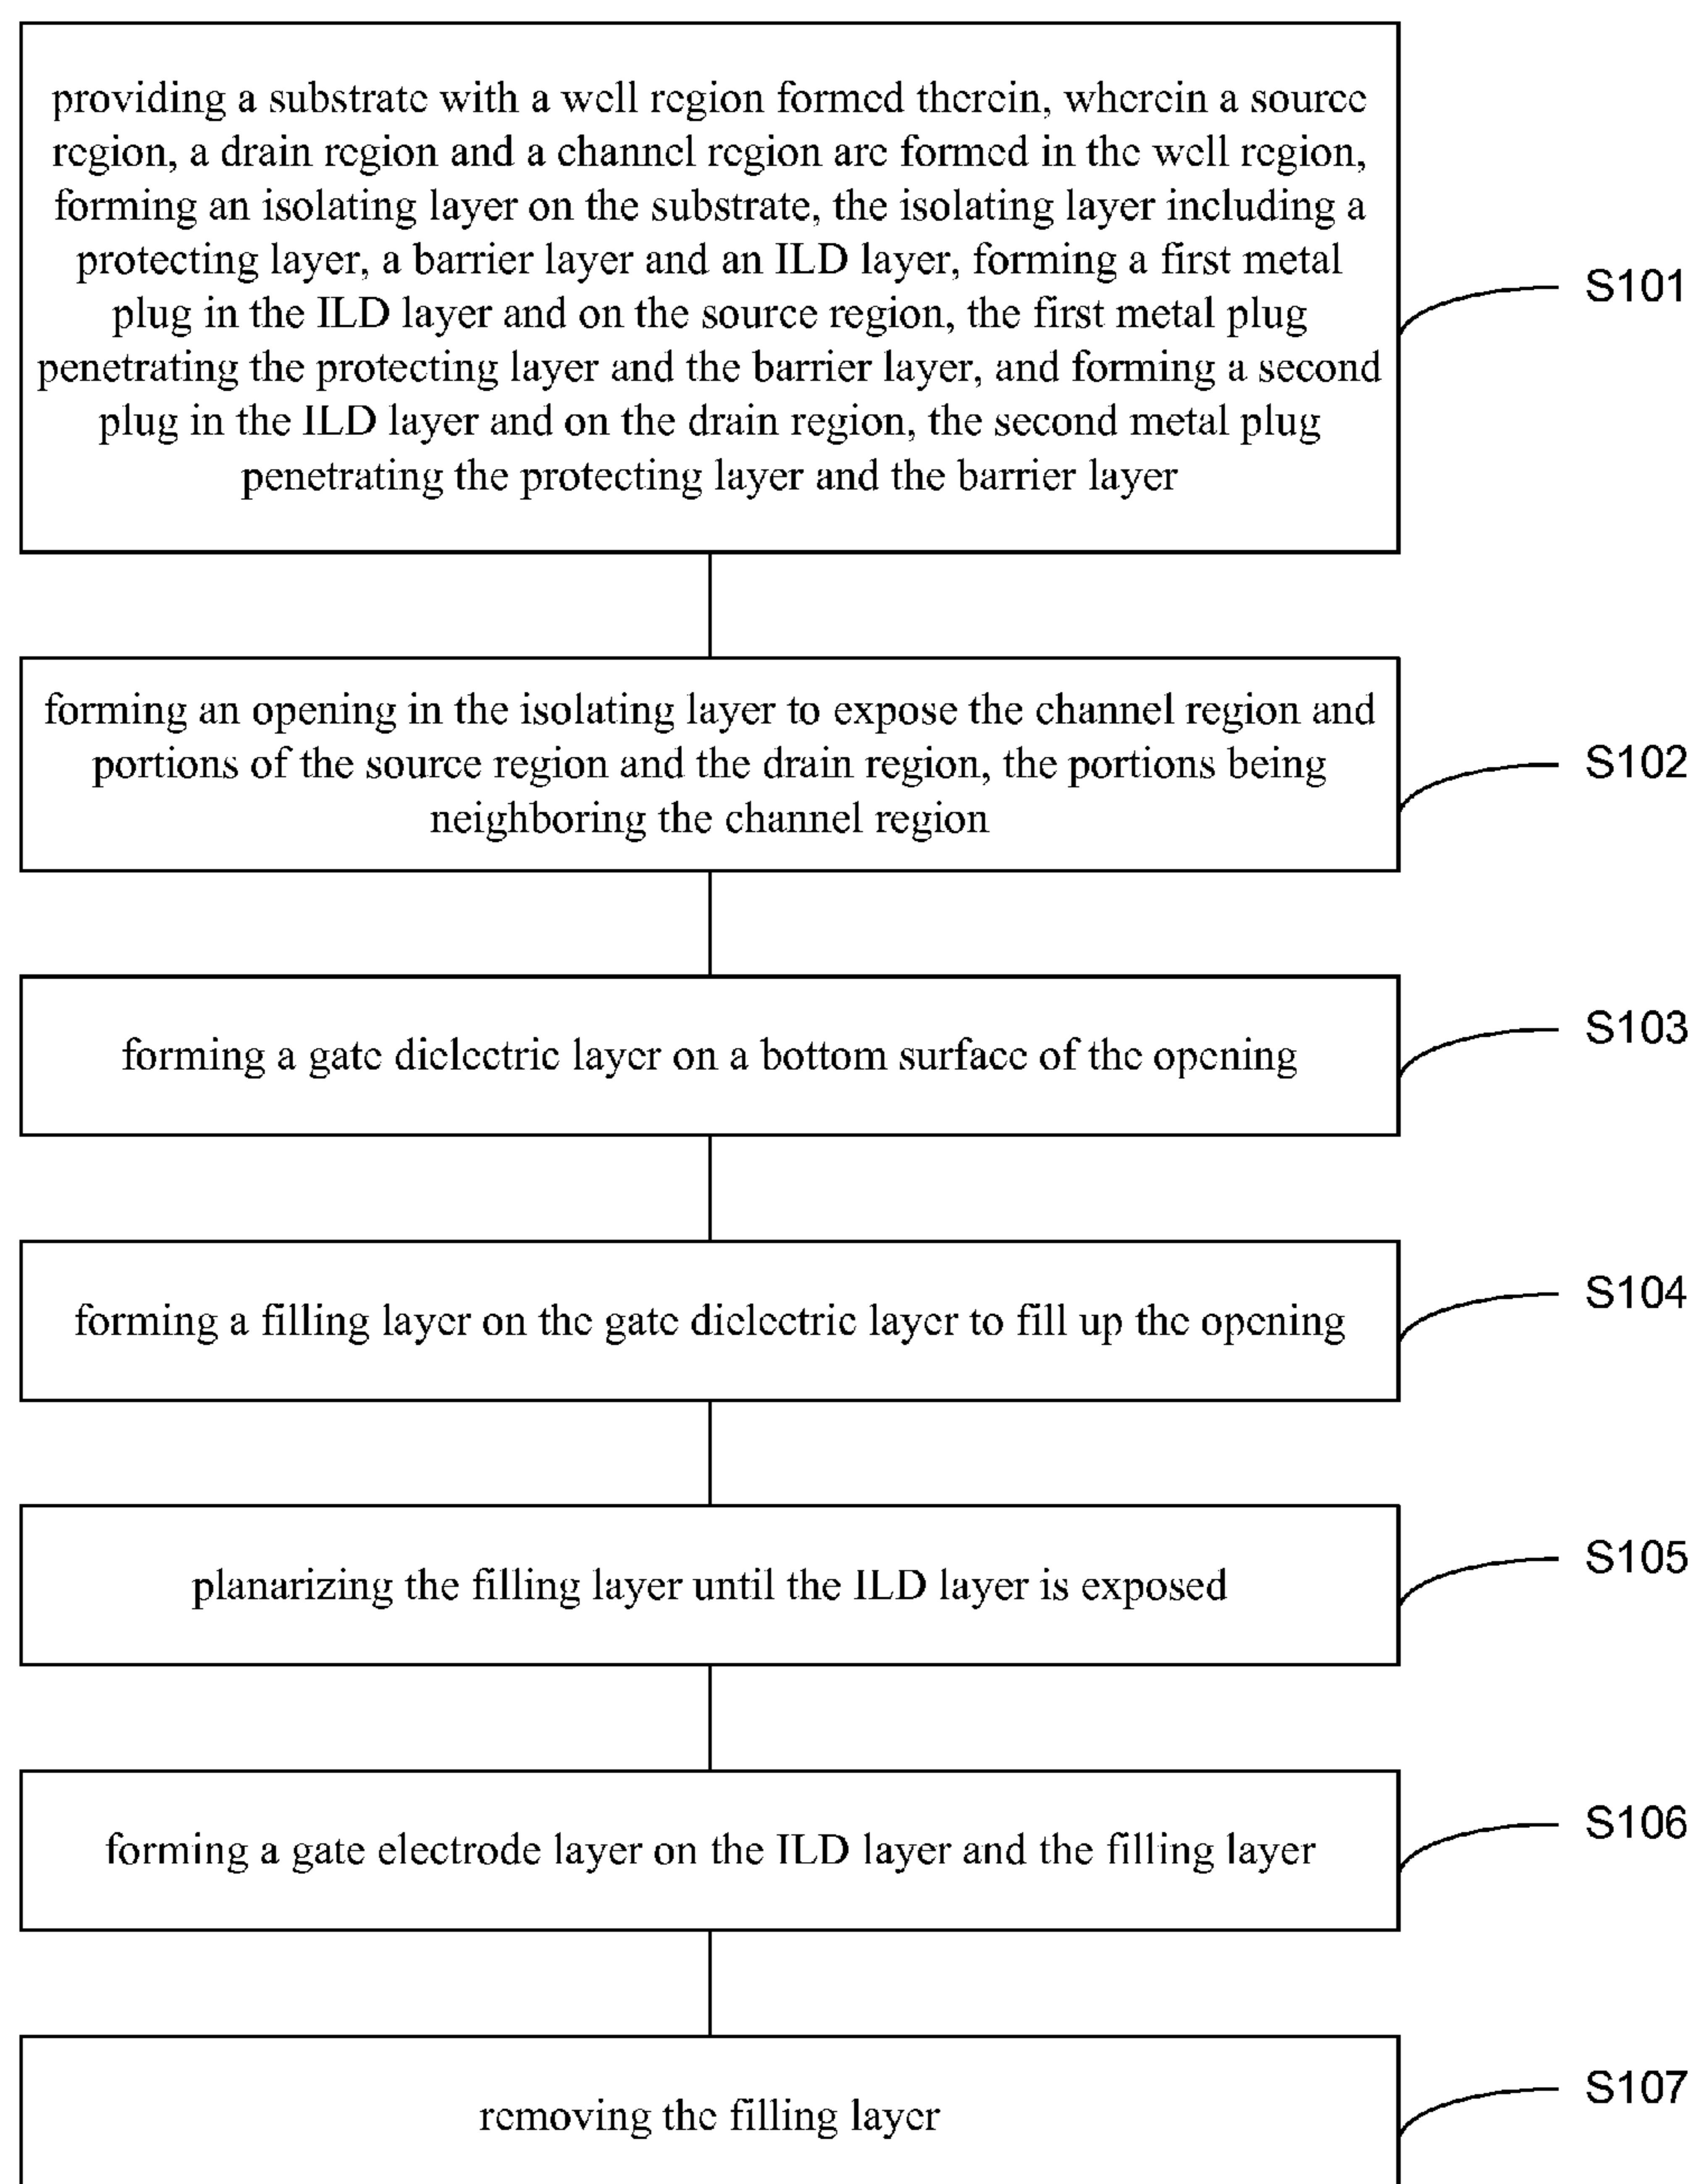 providing a substrate with a well region formed therein, wherein a source
region, a drain region and a channel region are formed in the well region,
forming an isolating layer on the substrate, the isolating layer including a
protecting layer, a barrier layer and an ILD layer, forming a first metal
plug in the ILD layer and on the source region, the first metal plug
penetrating the protecting layer and the barrier layer, and forming a second
plug in the ILD layer and on the drain region, the second metal plug
penetrating the protecting layer and the barrier layer
S101
forming an opening in the isolating layer to expose the channel region and
portions of the source region and the drain region, the portions being
neighboring the channel region
S102
forming a gate dielectric layer on a bottom surface of the opening
S103
forming a filling layer on the gate dielectric layer to fill up the opening
S104
planarizing the filling layer until the ILD layer is exposed
S105
forming a gate electrode layer on the ILD layer and the filling layer
S106
removing the filling layer
S107